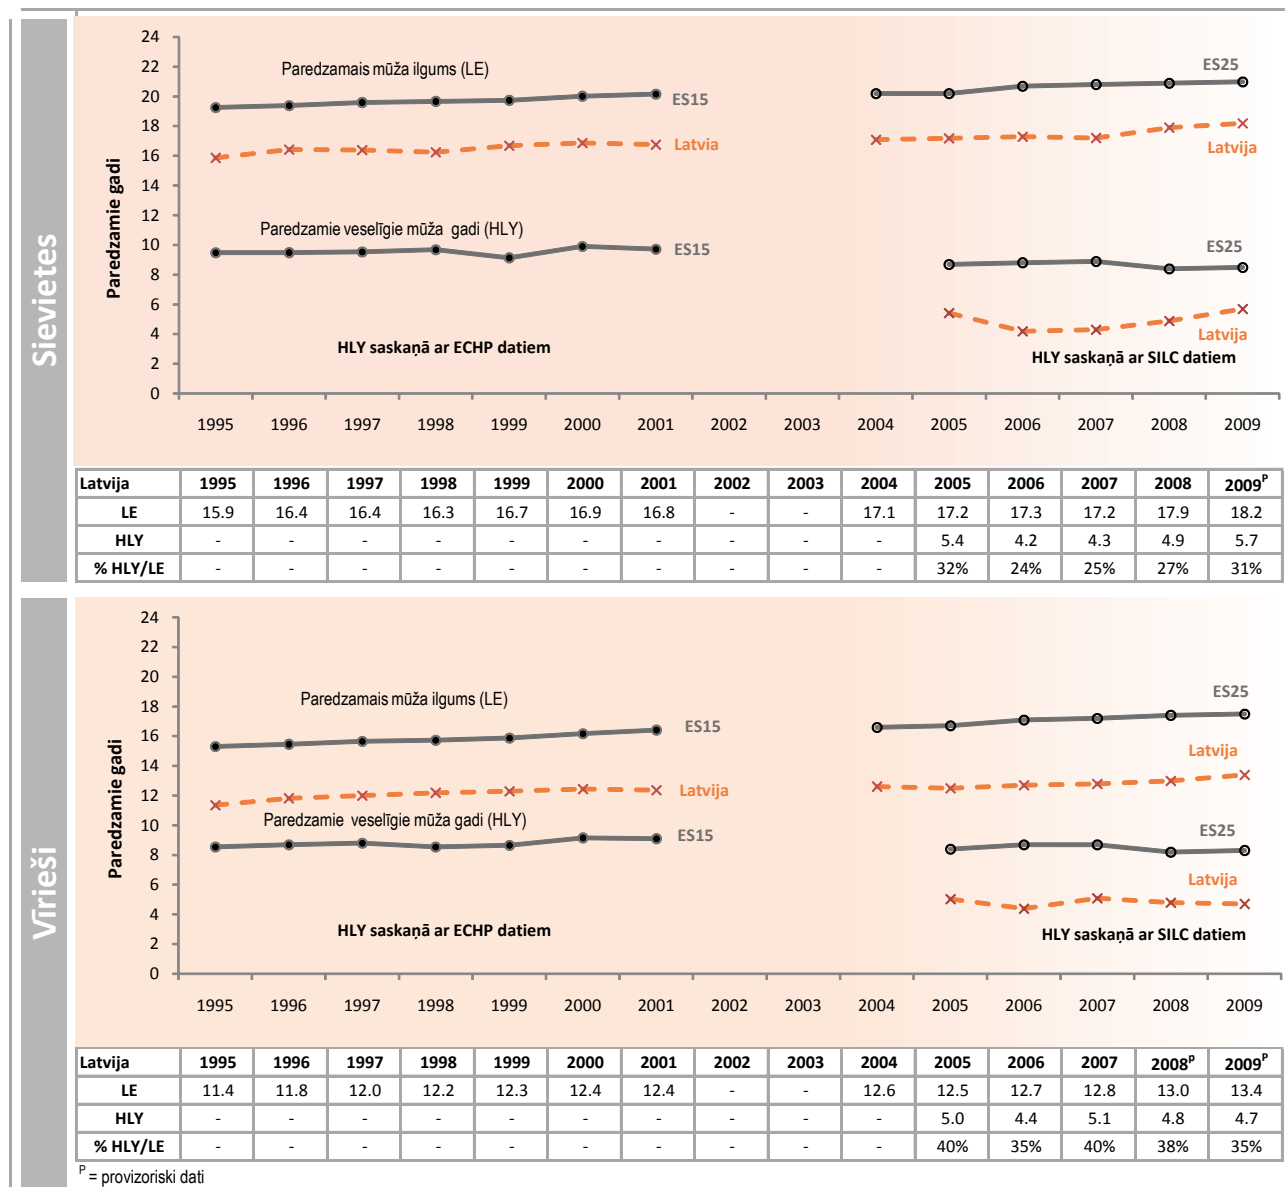 Sievietes
24
22
20
18
16
14
12
10
8
6
4
2
0
Paredzamie gadi
Paredzamais mūža ilgums (LE)
ES15
ES25
Latvia
Latvija
Paredzamie veselīgie mūža gadi (HLY)
ES15
ES25
Latvija
HLY saskaņā ar ECHP datiem
HLY saskaņā ar SILC datiem
1995 1996 1997 1998 1999 2000 2001 2002 2003 2004 2005 2006 2007 2008 2009
Latvija 1995 1996 1997 1998 1999 2000 2001 2002 2003 2004 2005 2006 2007 2008 2009ᴾ
LE 15.9 16.4 16.4 16.3 16.7 16.9 16.8 - - 17.1 17.2 17.3 17.2 17.9 18.2
HLY - - - - - - - - - - 5.4 4.2 4.3 4.9 5.7
% HLY/LE - - - - - - - - - - 32% 24% 25% 27% 31%
Vīrieši
24
22
20
18
16
14
12
10
8
6
4
2
0
Paredzamie gadi
Paredzamais mūža ilgums (LE)
ES15
ES25
Latvija
Latvija
Paredzamie veselīgie mūža gadi (HLY)
ES15
ES25
Latvija
HLY saskaņā ar ECHP datiem
HLY saskaņā ar SILC datiem
1995 1996 1997 1998 1999 2000 2001 2002 2003 2004 2005 2006 2007 2008 2009
Latvija 1995 1996 1997 1998 1999 2000 2001 2002 2003 2004 2005 2006 2007 2008ᵖ 2009ᴾ
LE 11.4 11.8 12.0 12.2 12.3 12.4 12.4 - - 12.6 12.5 12.7 12.8 13.0 13.4
HLY - - - - - - - - - - 5.0 4.4 5.1 4.8 4.7
% HLY/LE - - - - - - - - - - 40% 35% 40% 38% 35%
ᴾ = provizoriski dati